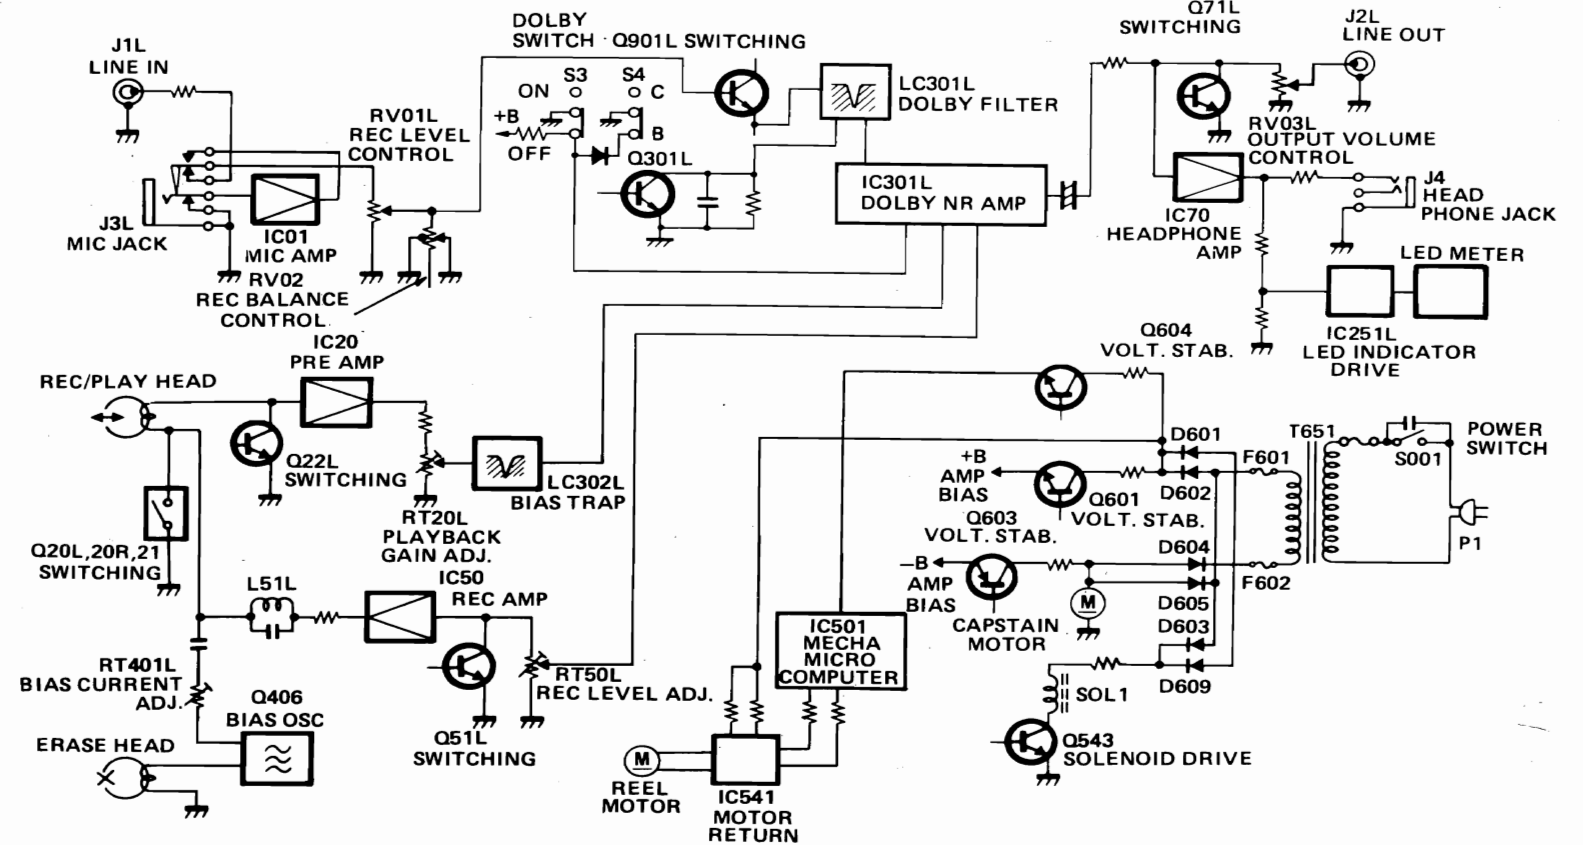 J1L
LINE IN
J3L
MIC JACK
IC01
MIC AMP
RV01L
REC LEVEL
CONTROL
RV02
REC BALANCE
CONTROL
DOLBY
SWITCH · Q901L SWITCHING
S3 S4
ON C
+B
OFF B
Q301L
LC301L
DOLBY FILTER
IC301L
DOLBY NR AMP
Q71L
SWITCHING
J2L
LINE OUT
RV03L
OUTPUT VOLUME
CONTROL
IC70
HEADPHONE
AMP
J4
HEAD
PHONE JACK
LED METER
IC251L
LED INDICATOR
DRIVE
REC/PLAY HEAD
IC20
PRE AMP
Q22L
SWITCHING
LC302L
BIAS TRAP
RT20L
PLAYBACK
GAIN ADJ.
Q20L,20R,21
SWITCHING
L51L
IC50
REC AMP
RT401L
BIAS CURRENT
ADJ.
Q406
BIAS OSC
ERASE HEAD
Q51L
SWITCHING
RT50L
REC LEVEL ADJ.
M
REEL
MOTOR
IC541
MOTOR
RETURN
IC501
MECHA
MICRO
COMPUTER
Q604
VOLT. STAB.
+B
AMP
BIAS
Q601
VOLT. STAB.
Q603
VOLT. STAB.
−B
AMP
BIAS
M
CAPSTAIN
MOTOR
D601
D602
D604
D605
D603
D609
F601
F602
T651
S001
POWER
SWITCH
P1
SOL1
Q543
SOLENOID DRIVE